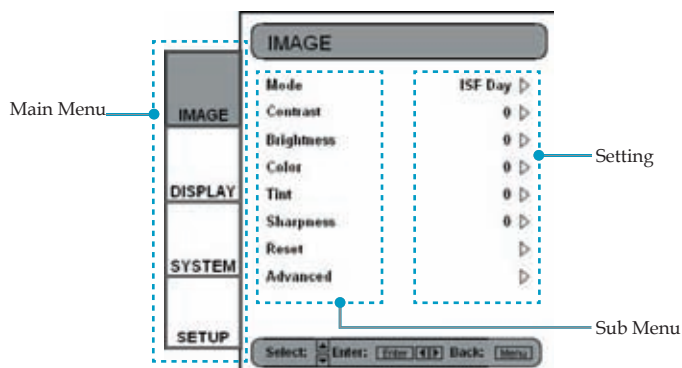 IMAGE
Main Menu
IMAGE
DISPLAY
SYSTEM
SETUP
Mode ISF Day
Contrast 0
Brightness 0
Color 0
Tint 0
Sharpness 0
Reset
Advanced
Setting
Sub Menu
Select: Enter: Enter Back: Menu